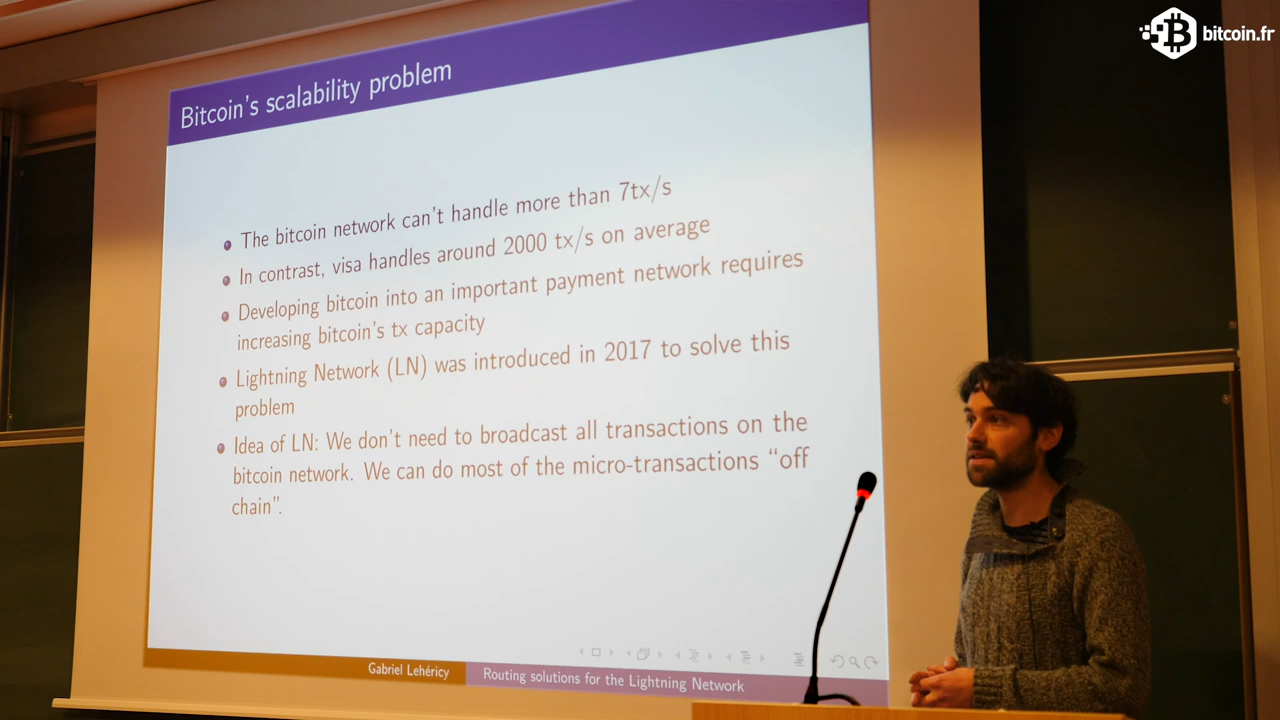 bitcoin.fr
Bitcoin's scalability problem
The bitcoin network can't handle more than 7tx/s
In contrast, visa handles around 2000 tx/s on average
Developing bitcoin into an important payment network requires
increasing bitcoin's tx capacity
Lightning Network (LN) was introduced in 2017 to solve this
problem
Idea of LN: We don't need to broadcast all transactions on the
bitcoin network. We can do most of the micro-transactions “off
chain”.
Gabriel Lehéricy
Routing solutions for the Lightning Network